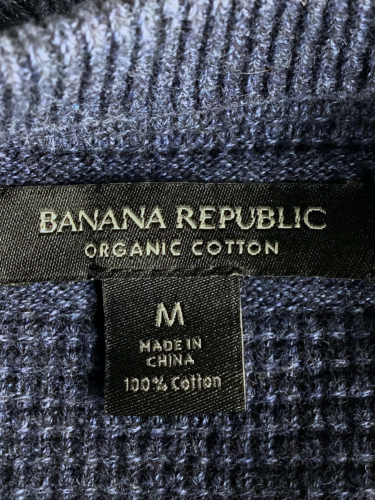 BANANA REPUBLIC
ORGANIC COTTON
M
MADE IN
CHINA
100% Cotton